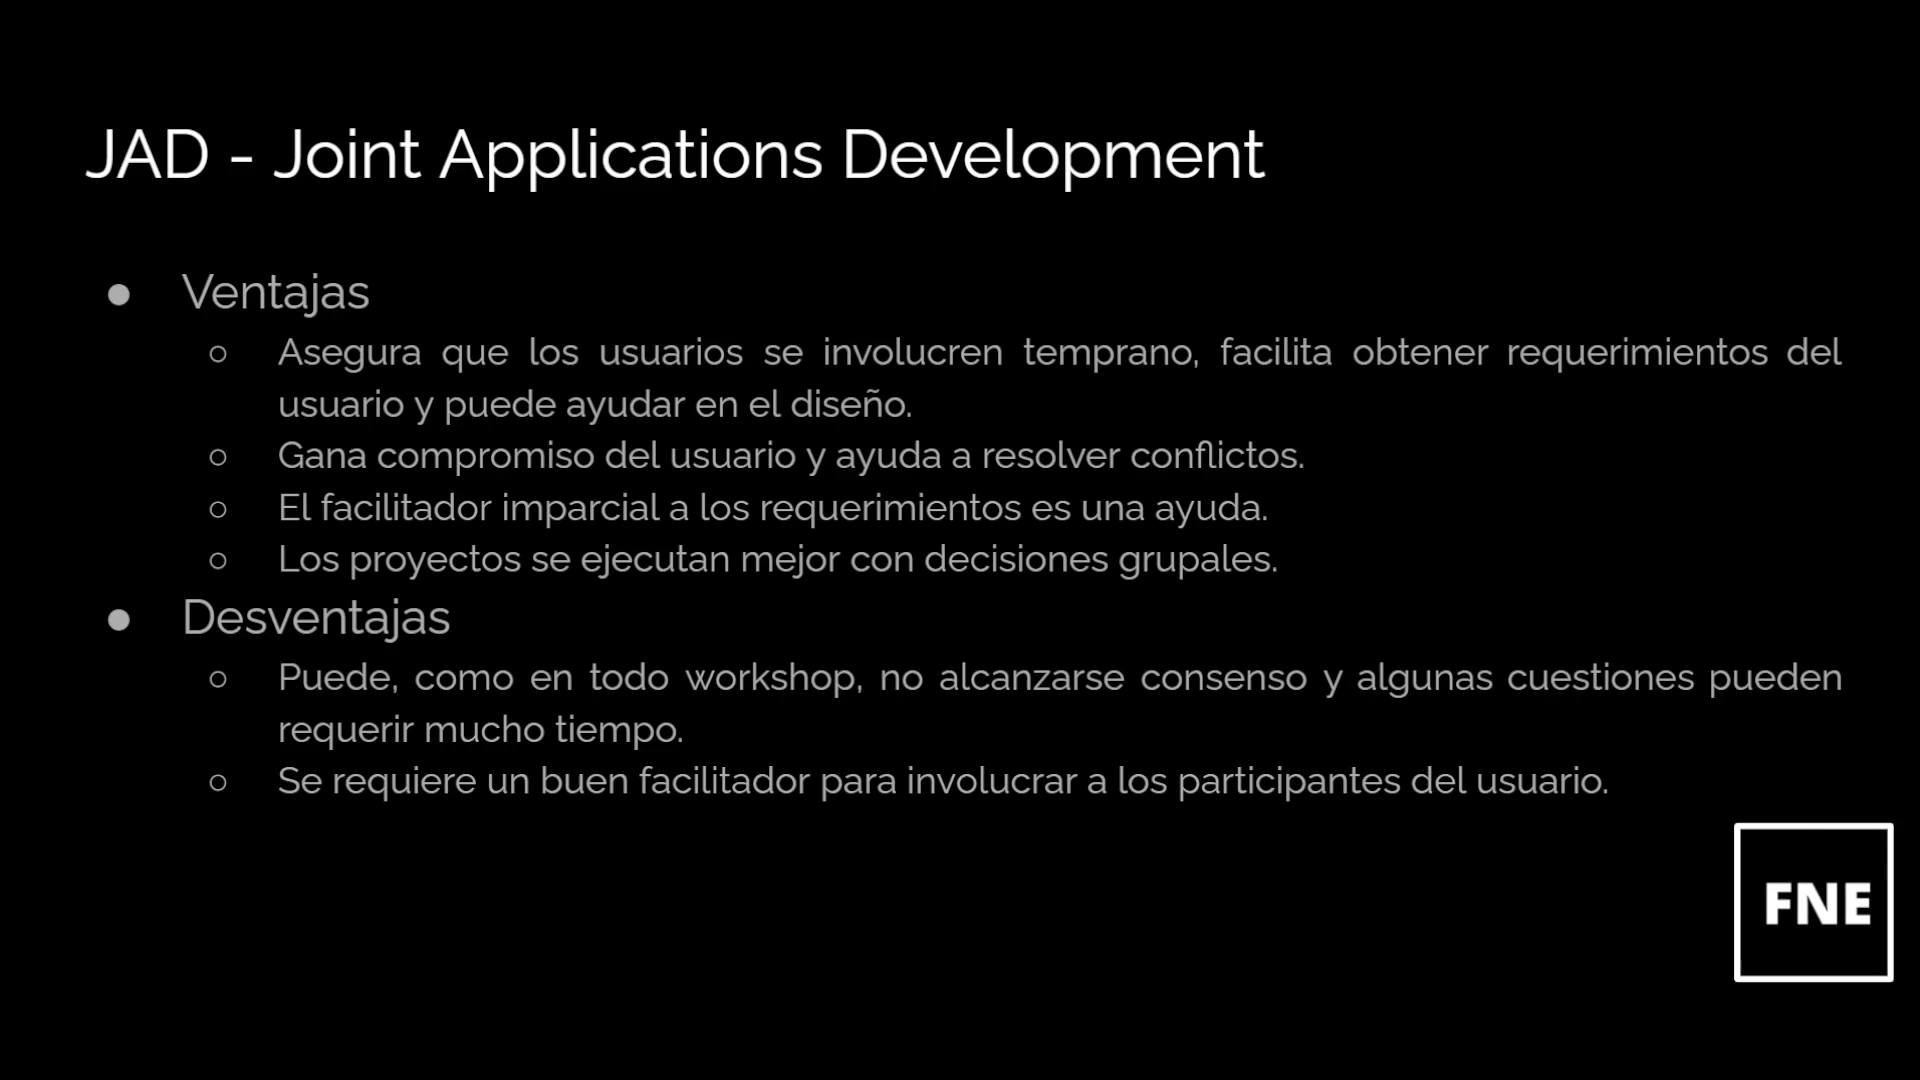 JAD - Joint Applications Development
● Ventajas
○ Asegura que los usuarios se involucren temprano, facilita obtener requerimientos del
usuario y puede ayudar en el diseño.
○ Gana compromiso del usuario y ayuda a resolver conflictos.
○ El facilitador imparcial a los requerimientos es una ayuda.
○ Los proyectos se ejecutan mejor con decisiones grupales.
● Desventajas
○ Puede, como en todo workshop, no alcanzarse consenso y algunas cuestiones pueden
requerir mucho tiempo.
○ Se requiere un buen facilitador para involucrar a los participantes del usuario.
FNE